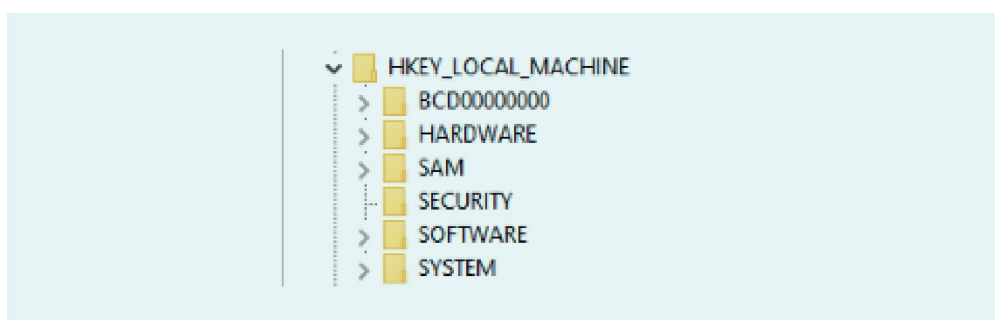 HKEY_LOCAL_MACHINE
BCD00000000
HARDWARE
SAM
SECURITY
SOFTWARE
SYSTEM